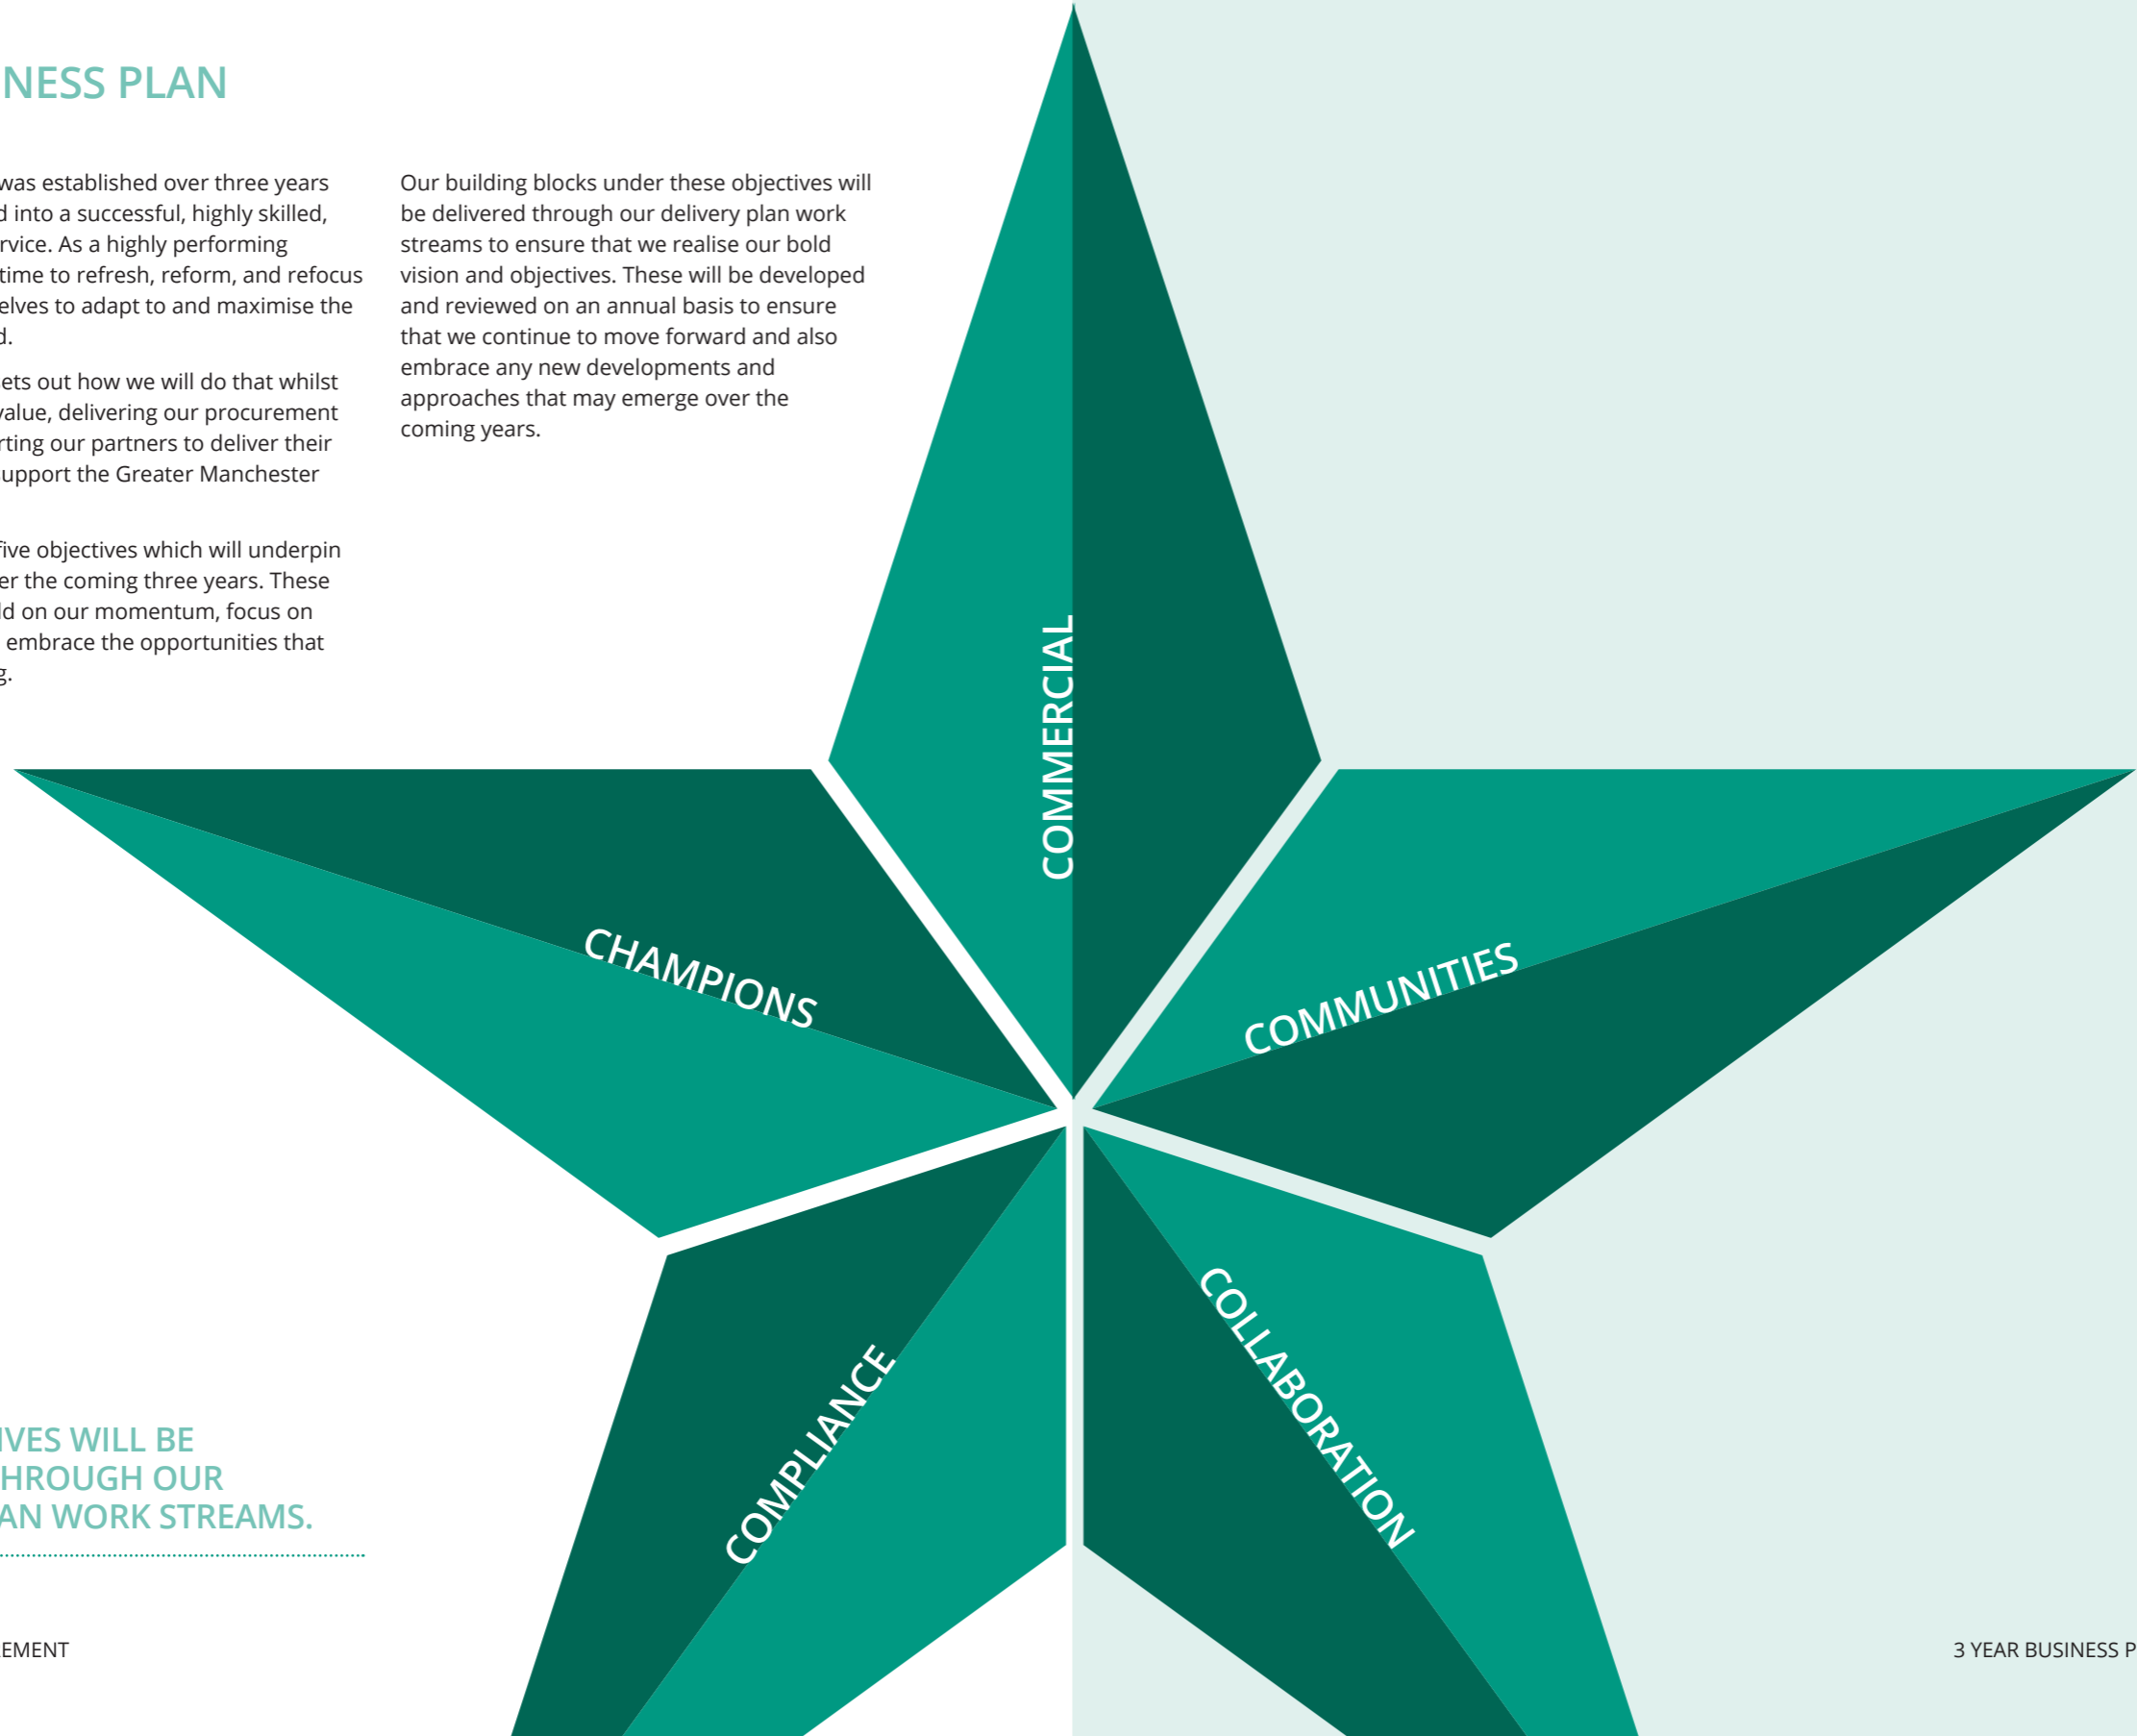 NESS PLAN
was established over three years
d into a successful, highly skilled,
rvice. As a highly performing
time to refresh, reform, and refocus
elves to adapt to and maximise the
d.
ets out how we will do that whilst
value, delivering our procurement
rting our partners to deliver their
support the Greater Manchester
five objectives which will underpin
er the coming three years. These
ld on our momentum, focus on
embrace the opportunities that
g.
Our building blocks under these objectives will
be delivered through our delivery plan work
streams to ensure that we realise our bold
vision and objectives. These will be developed
and reviewed on an annual basis to ensure
that we continue to move forward and also
embrace any new developments and
approaches that may emerge over the
coming years.
COMMERCIAL
CHAMPIONS
COMMUNITIES
COMPLIANCE
COLLABORATION
IVES WILL BE
HROUGH OUR
AN WORK STREAMS.
EMENT
3 YEAR BUSINESS P